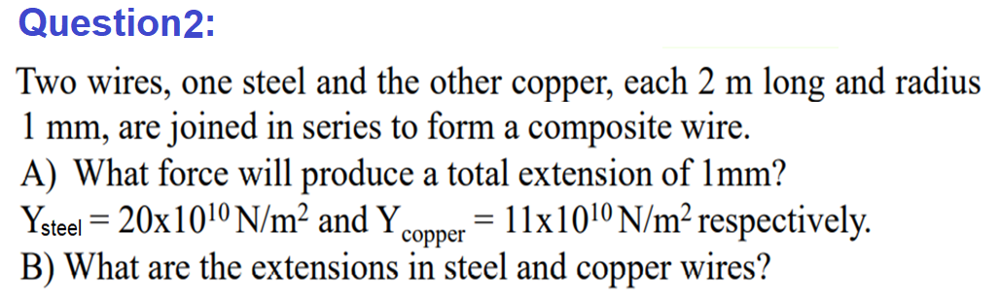 Question2:
Two wires, one steel and the other copper, each 2 m long and radius
1 mm, are joined in series to form a composite wire.
A) What force will produce a total extension of 1mm?
Ysteel = 20x10¹⁰ N/m² and Y copper = 11x10¹⁰ N/m² respectively.
B) What are the extensions in steel and copper wires?